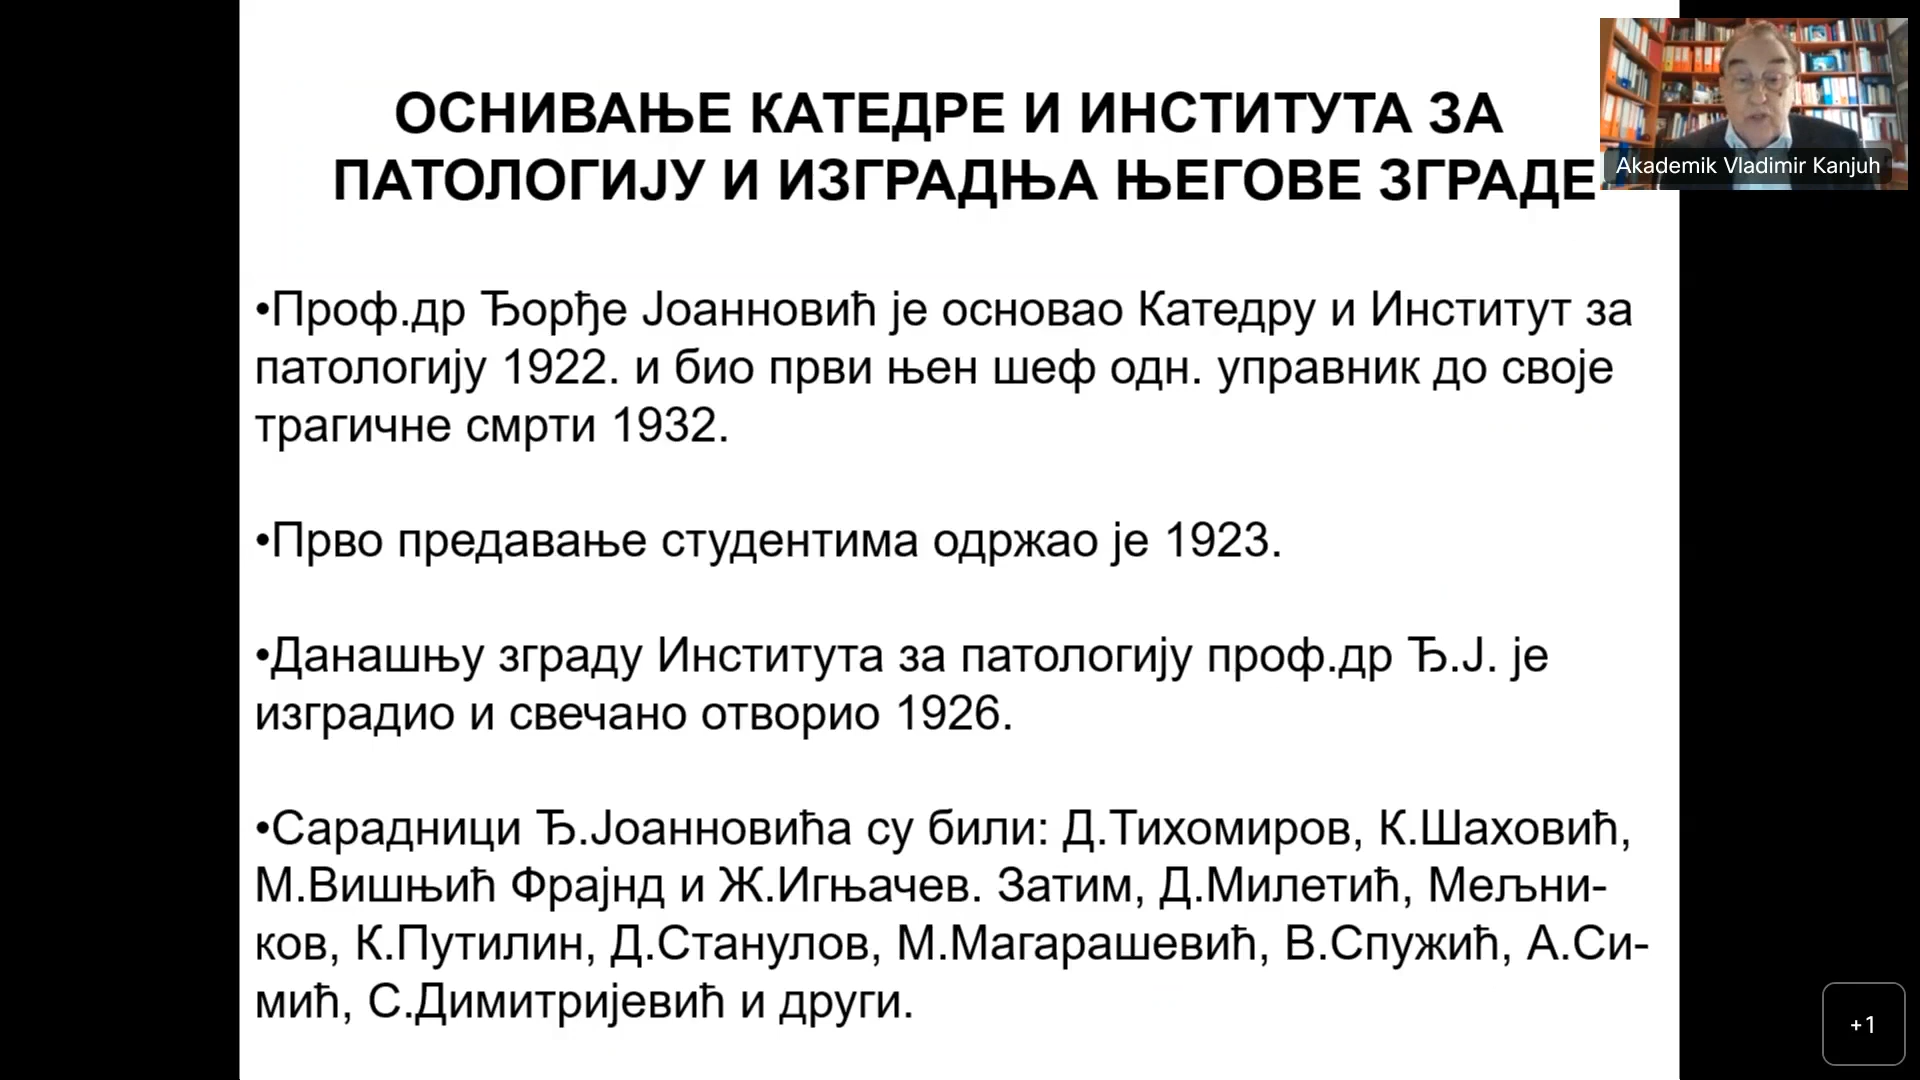 ОСНИВАЊЕ КАТЕДРЕ И ИНСТИТУТА ЗА
ПАТОЛОГИЈУ И ИЗГРАДЊА ЊЕГОВЕ ЗГРАДЕ
Akademik Vladimir Kanjuh
•Проф.др Ђорђе Јоанновић је основао Катедру и Институт за
патологију 1922. и био први њен шеф одн. управник до своје
трагичне смрти 1932.
•Прво предавање студентима одржао је 1923.
•Данашњу зграду Института за патологију проф.др Ђ.Ј. је
изградио и свечано отворио 1926.
•Сарадници Ђ.Јоанновића су били: Д.Тихомиров, К.Шаховић,
М.Вишњић Фрајнд и Ж.Игњачев. Затим, Д.Милетић, Мељни-
ков, К.Путилин, Д.Станулов, М.Магарашевић, В.Спужић, А.Си-
мић, С.Димитријевић и други.
+1